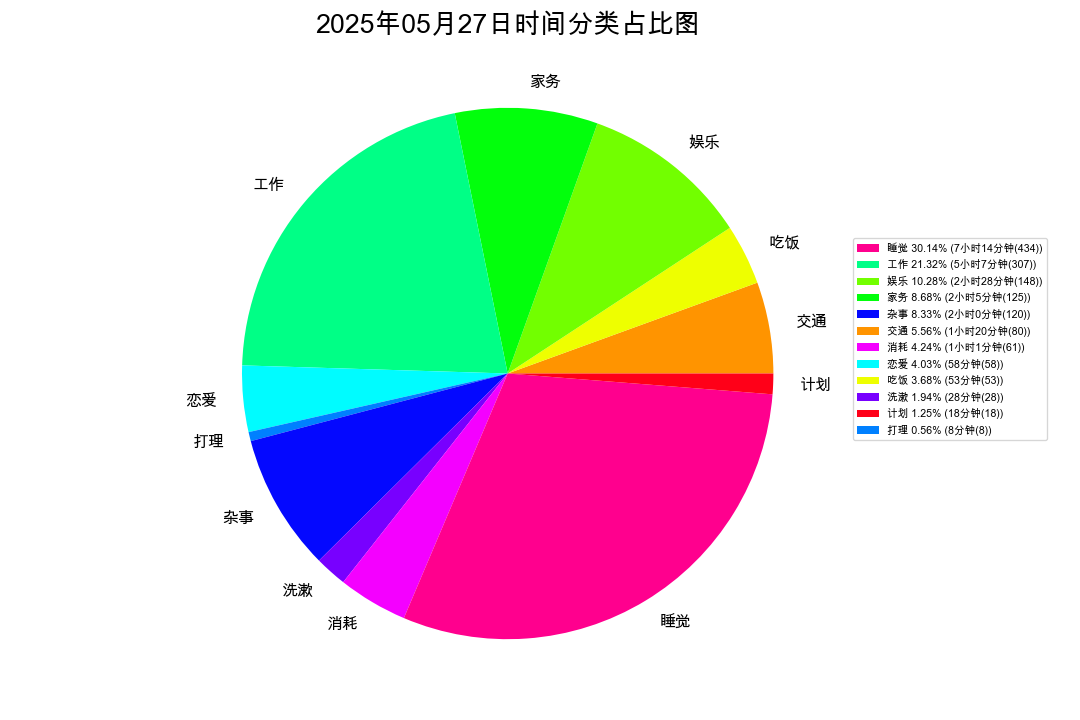 2025年05月27日时间分类占比图
家务
娱乐
工作
吃饭
交通
计划
恋爱
打理
杂事
洗漱
消耗
睡觉
睡觉 30.14% (7小时14分钟(434))
工作 21.32% (5小时7分钟(307))
娱乐 10.28% (2小时28分钟(148))
家务 8.68% (2小时5分钟(125))
杂事 8.33% (2小时0分钟(120))
交通 5.56% (1小时20分钟(80))
消耗 4.24% (1小时1分钟(61))
恋爱 4.03% (58分钟(58))
吃饭 3.68% (53分钟(53))
洗漱 1.94% (28分钟(28))
计划 1.25% (18分钟(18))
打理 0.56% (8分钟(8))